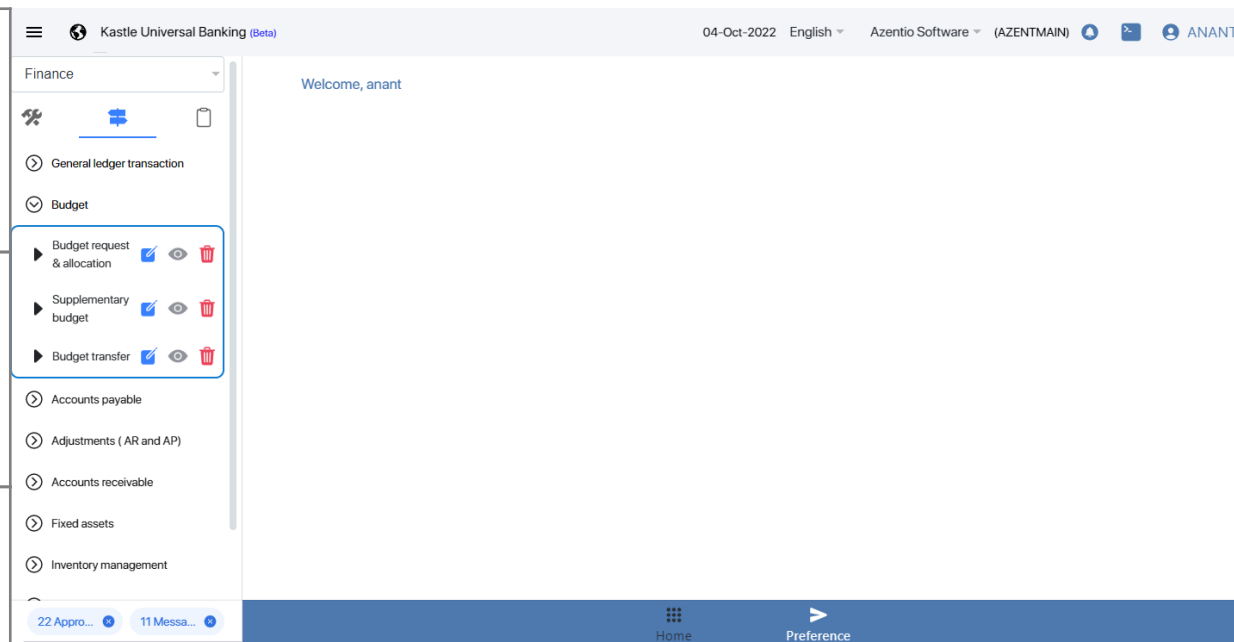 Kastle Universal Banking (Beta)
04-Oct-2022 English Azentio Software (AZENTMAIN) ANANT
Finance
Welcome, anant
General ledger transaction
Budget
Budget request
& allocation
Supplementary
budget
Budget transfer
Accounts payable
Adjustments ( AR and AP)
Accounts receivable
Fixed assets
Inventory management
22 Appro... 11 Messa...
Home Preference